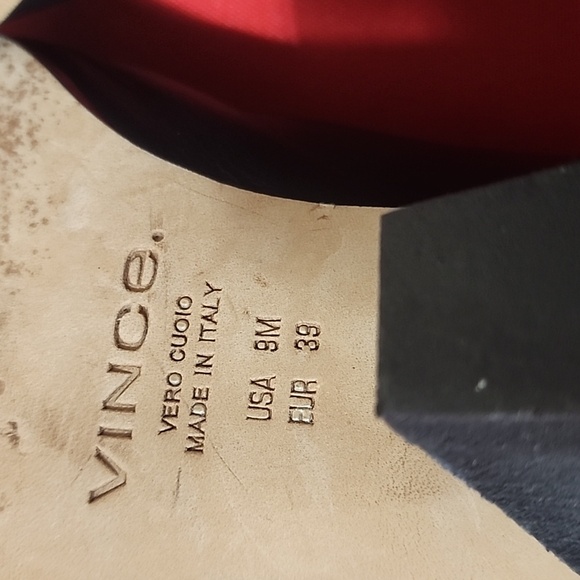 VINCe.
VERO CUOIO
MADE IN ITALY
USA 9M
EUR 39